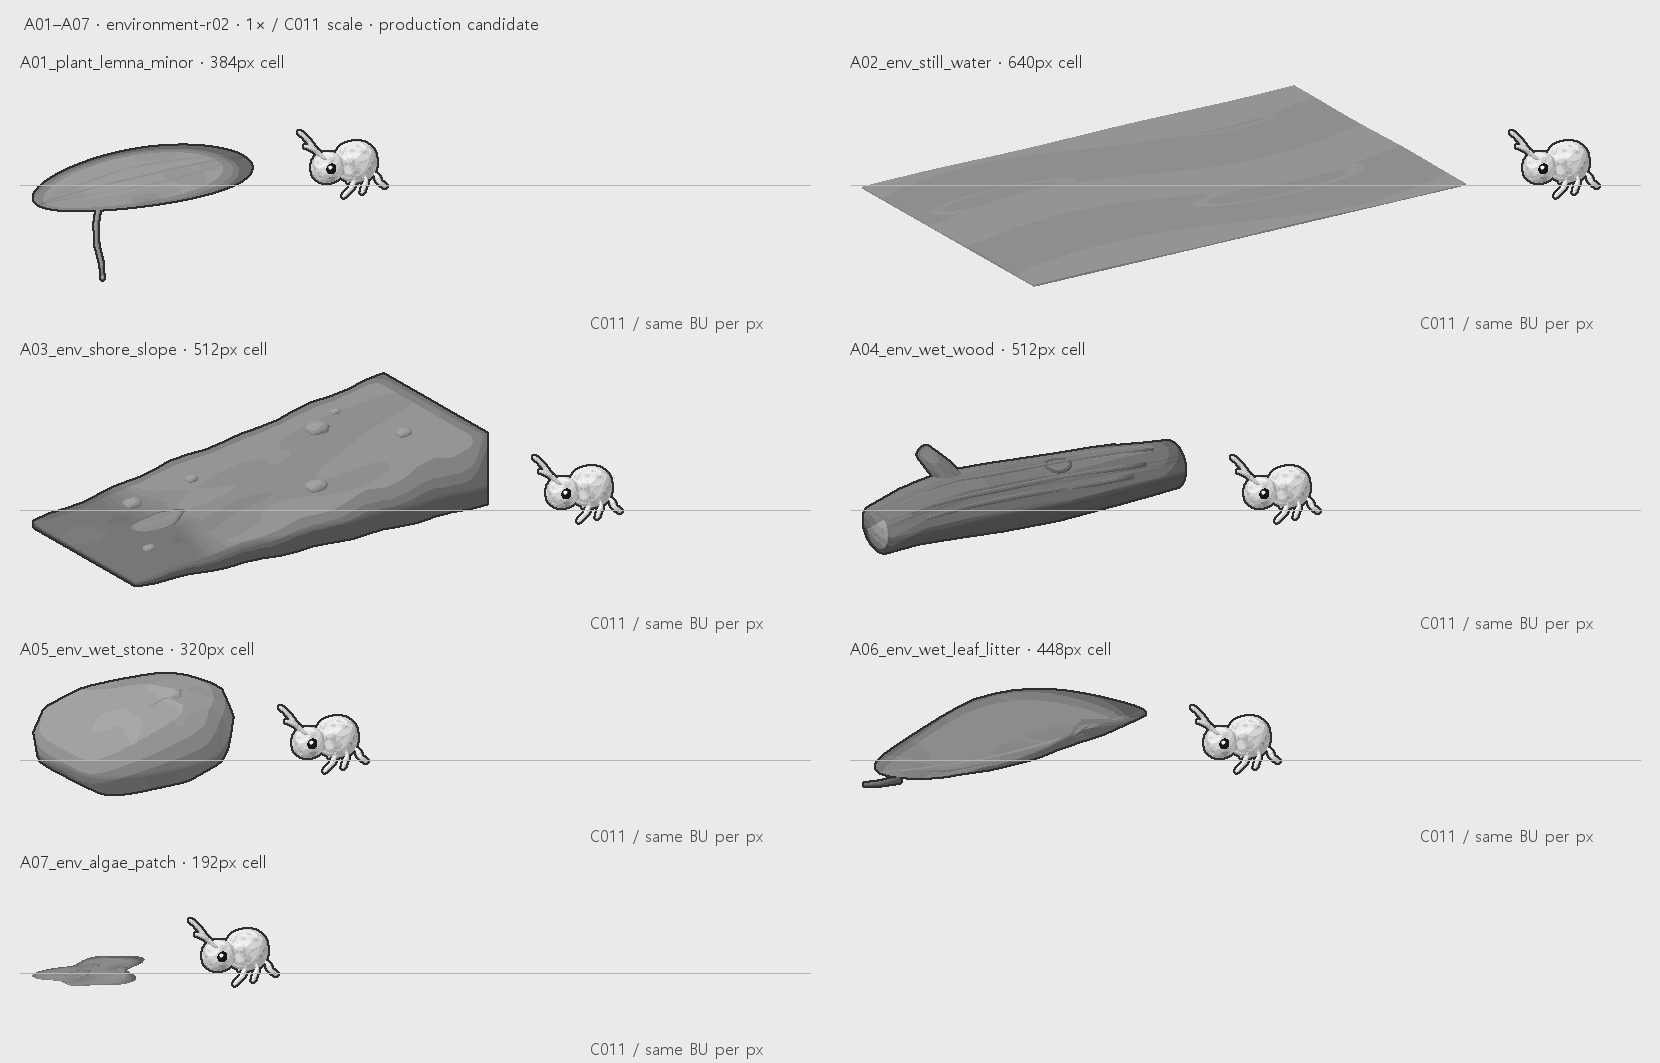 A01–A07 · environment-r02 · 1× / C011 scale · production candidate
A01_plant_lemna_minor · 384px cell
A02_env_still_water · 640px cell
C011 / same BU per px
C011 / same BU per px
A03_env_shore_slope · 512px cell
A04_env_wet_wood · 512px cell
C011 / same BU per px
C011 / same BU per px
A05_env_wet_stone · 320px cell
A06_env_wet_leaf_litter · 448px cell
C011 / same BU per px
C011 / same BU per px
A07_env_algae_patch · 192px cell
C011 / same BU per px